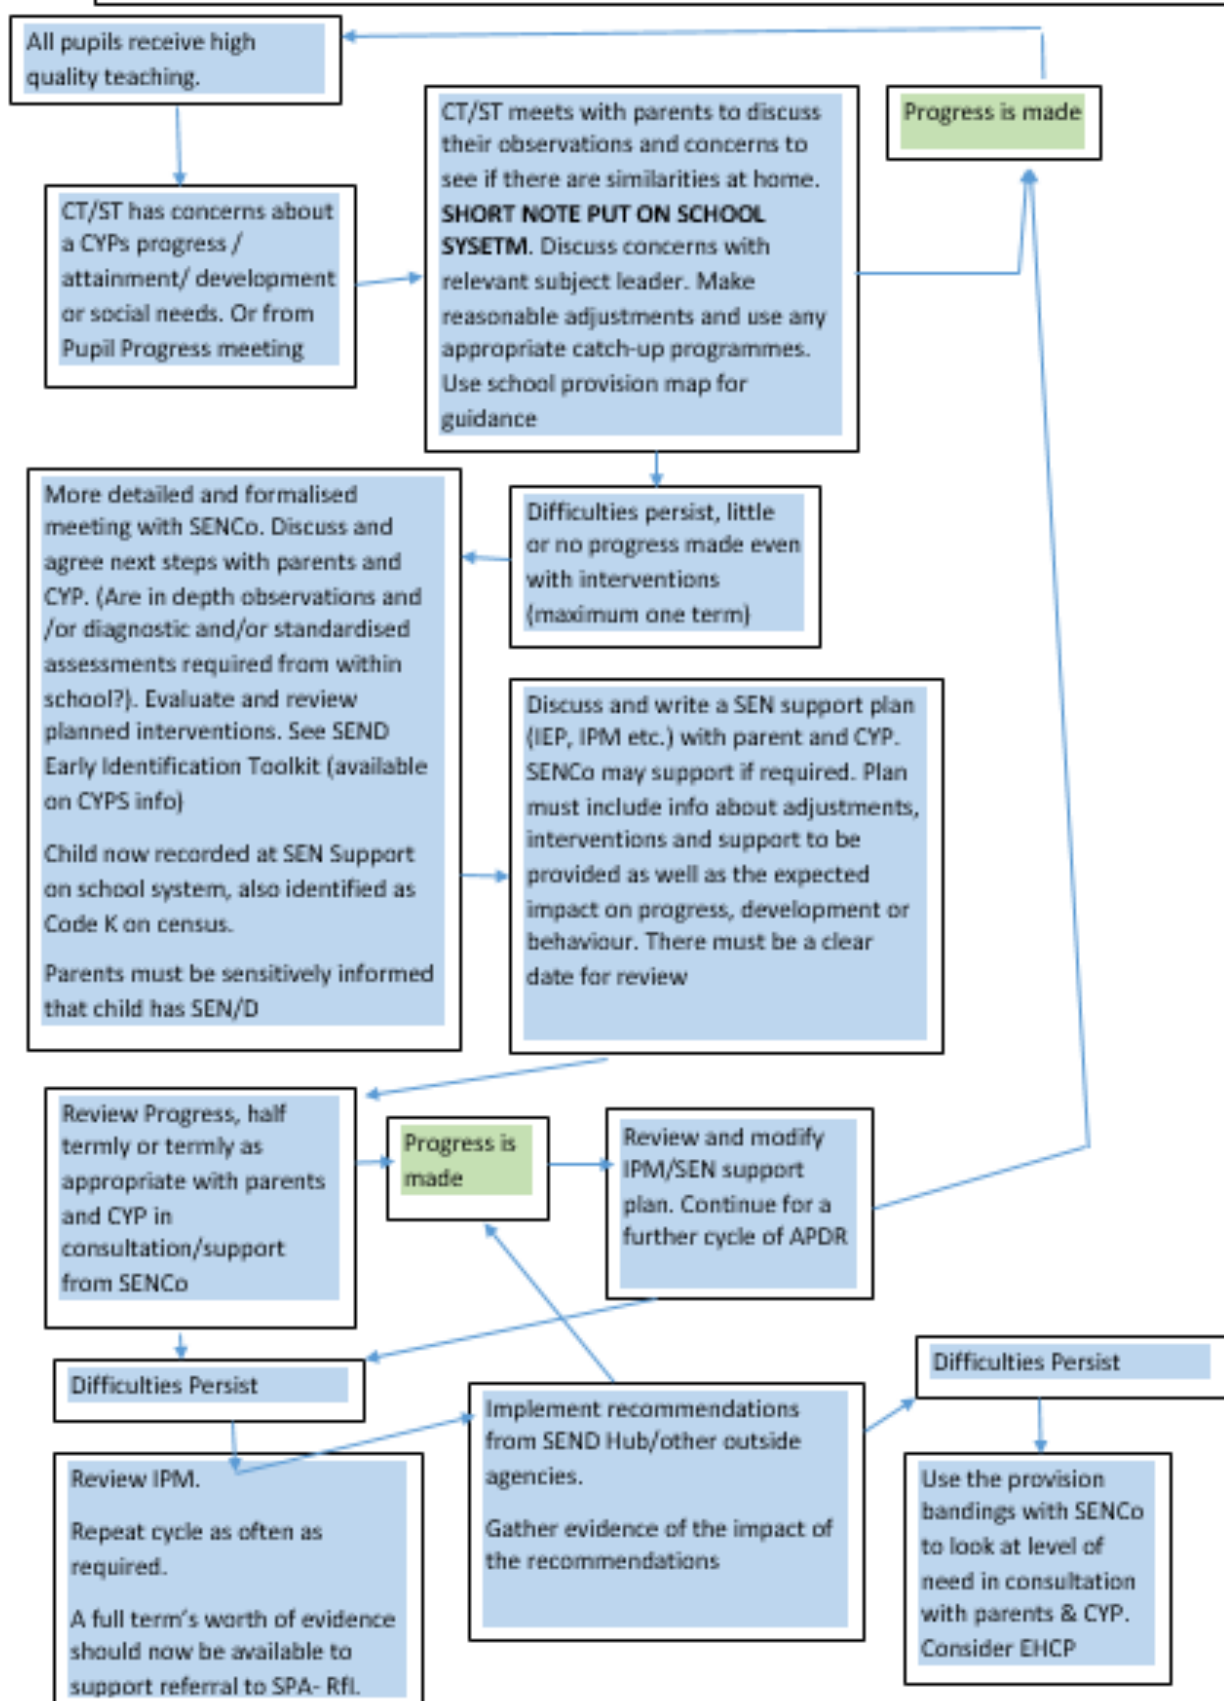 All pupils receive high
quality teaching.
Progress is made
CT/ST meets with parents to discuss
their observations and concerns to
see if there are similarities at home.
SHORT NOTE PUT ON SCHOOL
SYSETM. Discuss concerns with
relevant subject leader. Make
reasonable adjustments and use any
appropriate catch-up programmes.
Use school provision map for
guidance
CT/ST has concerns about
a CYPs progress /
attainment/ development
or social needs. Or from
Pupil Progress meeting
Difficulties persist, little
or no progress made even
with interventions
(maximum one term)
More detailed and formalised
meeting with SENCo. Discuss and
agree next steps with parents and
CYP. (Are in depth observations and
/or diagnostic and/or standardised
assessments required from within
school?). Evaluate and review
planned interventions. See SEND
Early Identification Toolkit (available
on CYPS info)
Child now recorded at SEN Support
on school system, also identified as
Code K on census.
Parents must be sensitively informed
that child has SEN/D
Discuss and write a SEN support plan
(IEP, IPM etc.) with parent and CYP.
SENCo may support if required. Plan
must include info about adjustments,
interventions and support to be
provided as well as the expected
impact on progress, development or
behaviour. There must be a clear
date for review
Review Progress, half
termly or termly as
appropriate with parents
and CYP in
consultation/support
from SENCo
Progress is
made
Review and modify
IPM/SEN support
plan. Continue for a
further cycle of APDR
Difficulties Persist
Review IPM.
Repeat cycle as often as
required.
A full term's worth of evidence
should now be available to
support referral to SPA- RfI.
Implement recommendations
from SEND Hub/other outside
agencies.
Gather evidence of the impact of
the recommendations
Difficulties Persist
Use the provision
bandings with SENCo
to look at level of
need in consultation
with parents & CYP.
Consider EHCP